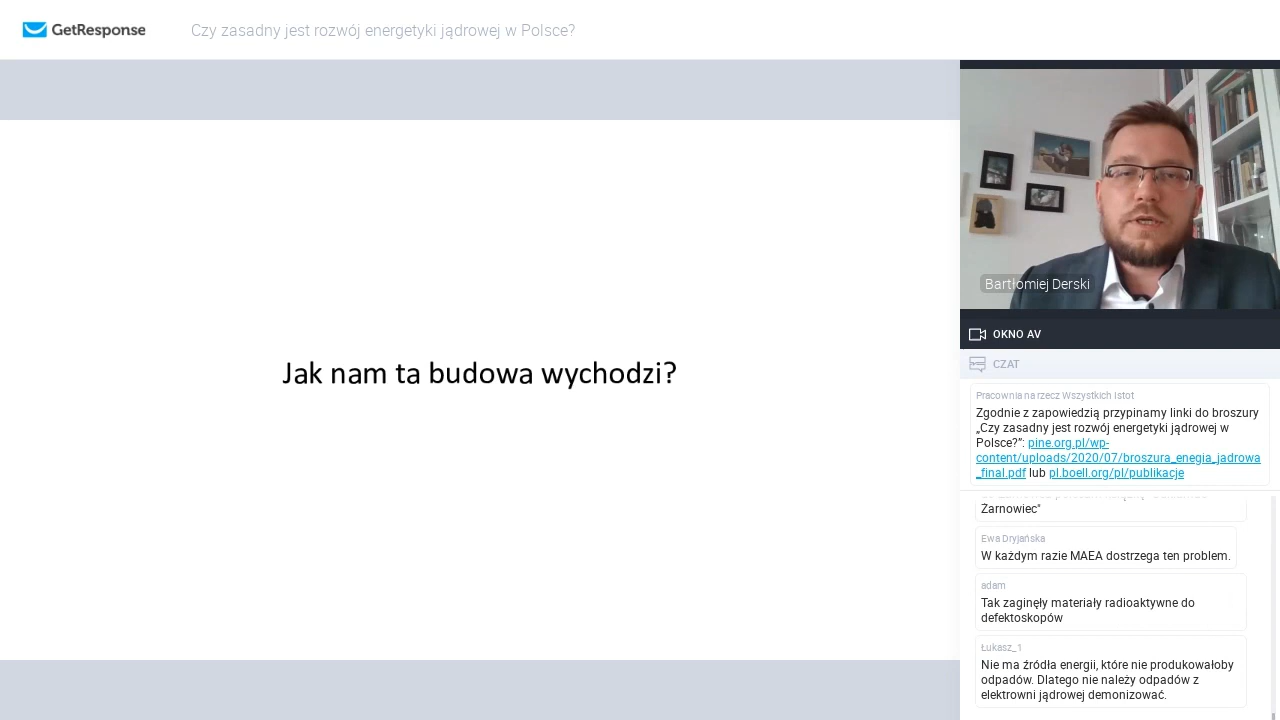 GetResponse
Czy zasadny jest rozwój energetyki jądrowej w Polsce?
Jak nam ta budowa wychodzi?
Bartłomiej Derski
OKNO AV
CZAT
Pracownia na rzecz Wszystkich Istot
Zgodnie z zapowiedzią przypinamy linki do broszury
„Czy zasadny jest rozwój energetyki jądrowej w
Polsce?”: pine.org.pl/wp-
content/uploads/2020/07/broszura_enegia_jadrowa
_final.pdf lub pl.boell.org/pl/publikacje
Żarnowiec"
Ewa Dryjańska
W każdym razie MAEA dostrzega ten problem.
adam
Tak zaginęły materiały radioaktywne do
defektoskopów
Łukasz_1
Nie ma źródła energii, które nie produkowałoby
odpadów. Dlatego nie należy odpadów z
elektrowni jądrowej demonizować.